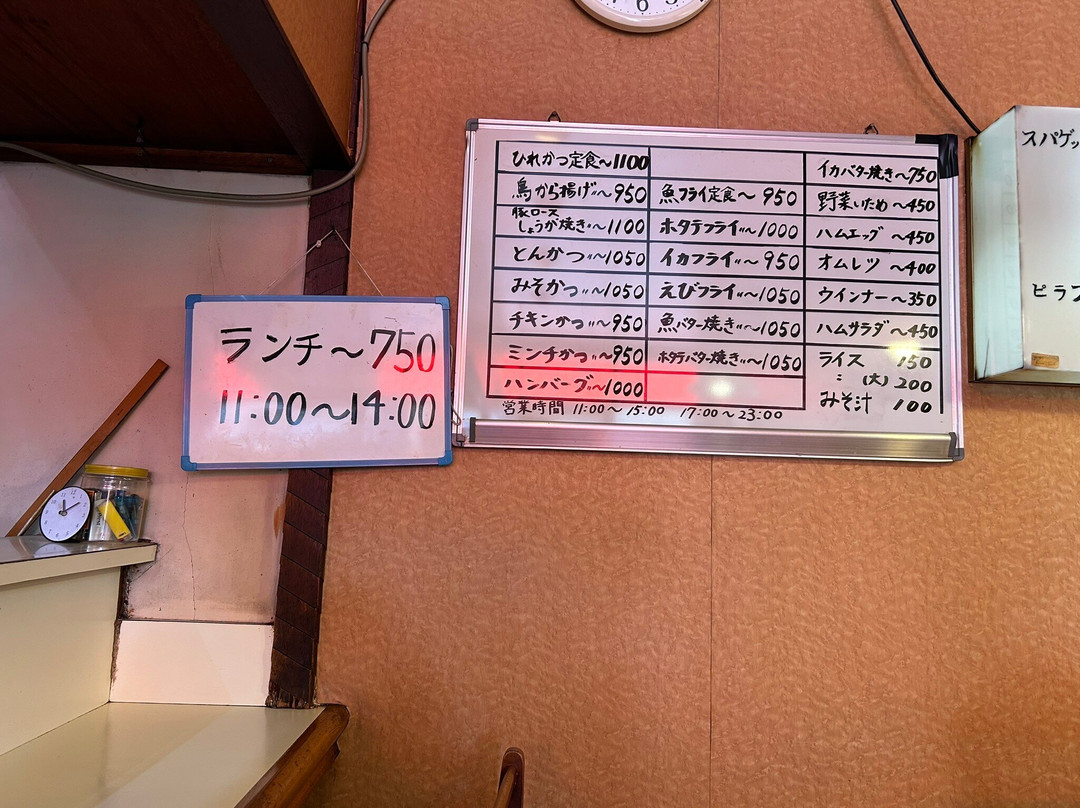 ランチ〜750
11:00〜14:00
ひれかつ定食〜1100
鳥から揚げ〃〜950
豚ロース
しょうが焼き〃〜1100
とんかつ〃〜1050
みそかつ〃〜1050
チキンかつ〃〜950
ミンチかつ〃〜950
ハンバーグ〃〜1000
魚フライ定食〜950
ホタテフライ〃〜1000
イカフライ〃〜950
えびフライ〃〜1050
魚バター焼き〃〜1050
ホタテバター焼き〃〜1050
イカバター焼き〜750
野菜いため〜450
ハムエッグ〜450
オムレツ〜400
ウインナー〜350
ハムサラダ〜450
ライス 150
〃 (大) 200
みそ汁 100
営業時間 11:00〜15:00 17:00〜23:00
スパゲッ
ピラフ
6